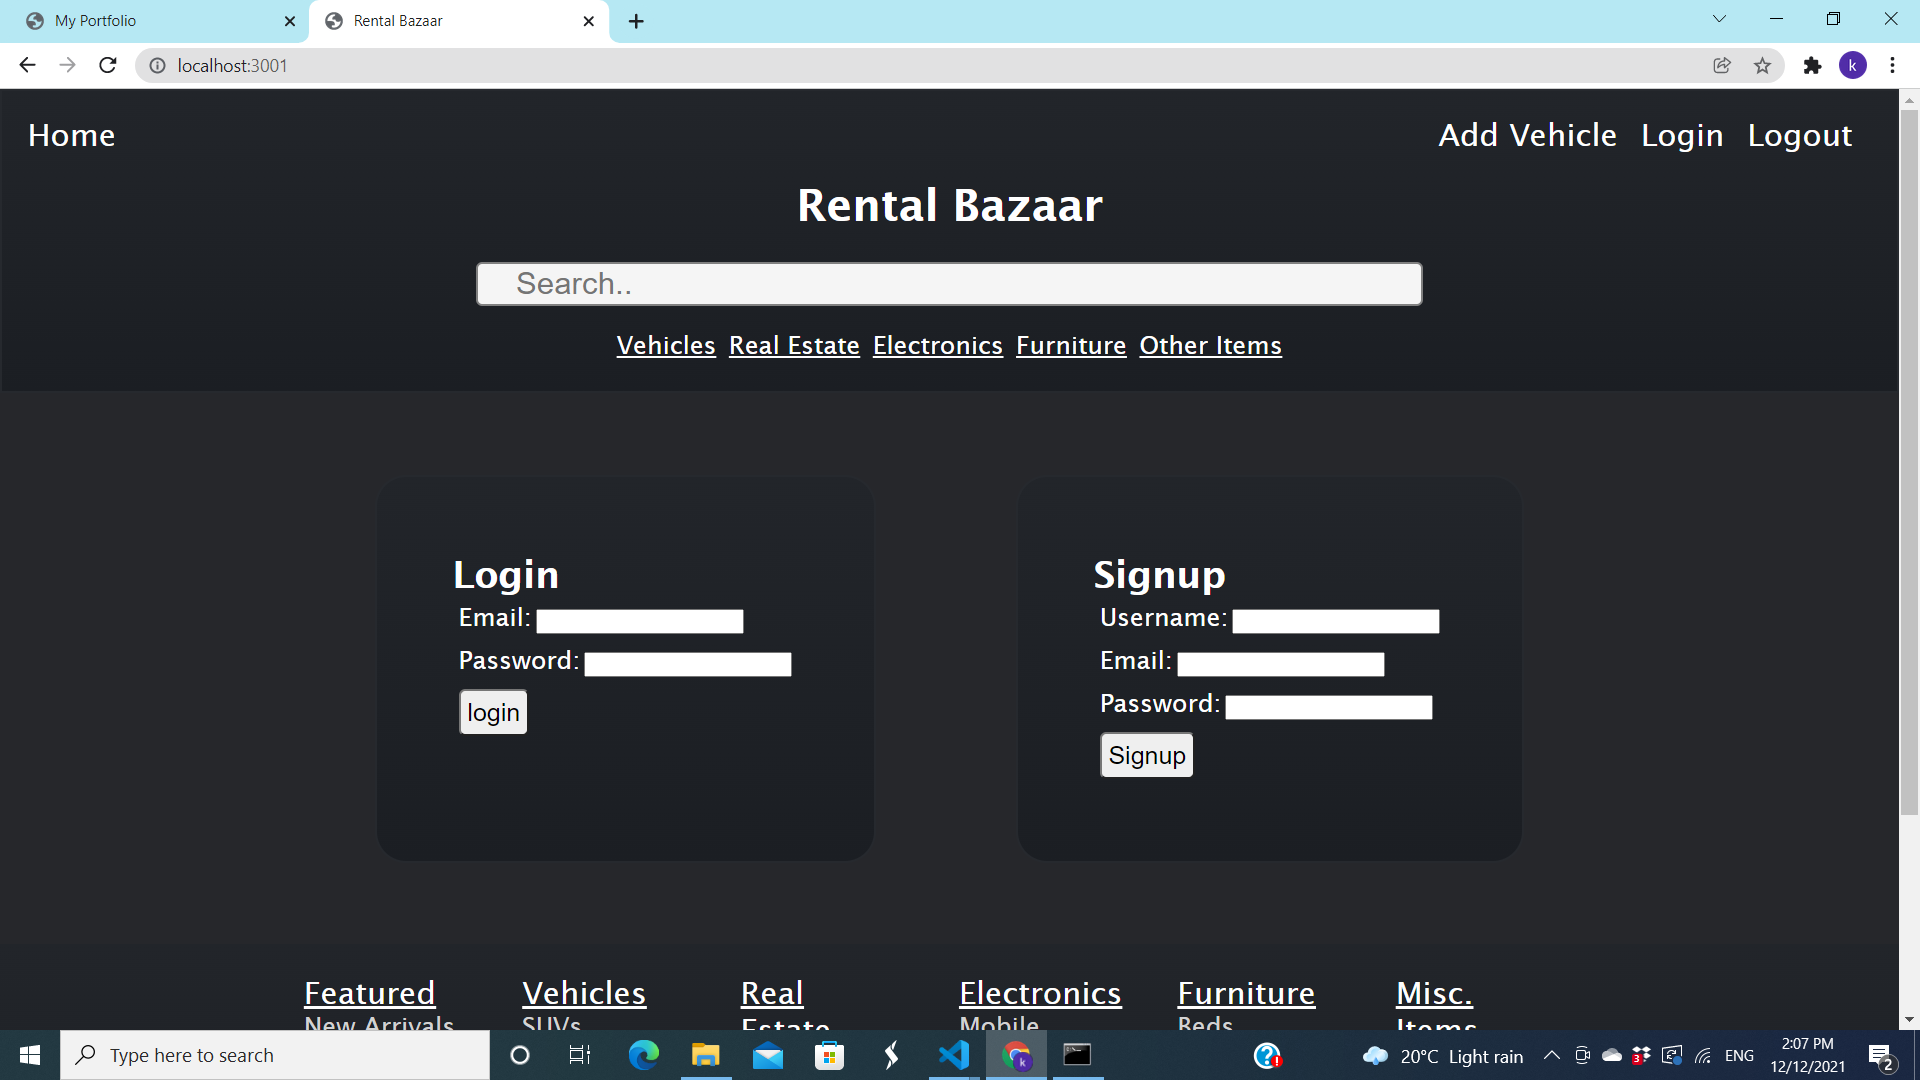 My Portfolio
Rental Bazaar
localhost:3001
k
Home
Add Vehicle Login Logout
Rental Bazaar
Search..
Vehicles Real Estate Electronics Furniture Other Items
Login
Email:
Password:
login
Signup
Username:
Email:
Password:
Signup
Featured
New Arrivals
Vehicles
SUVs
Real
Estate
Electronics
Mobile
Furniture
Beds
Misc.
Items
Type here to search
k
20°C Light rain
3
ENG
2:07 PM
12/12/2021
2